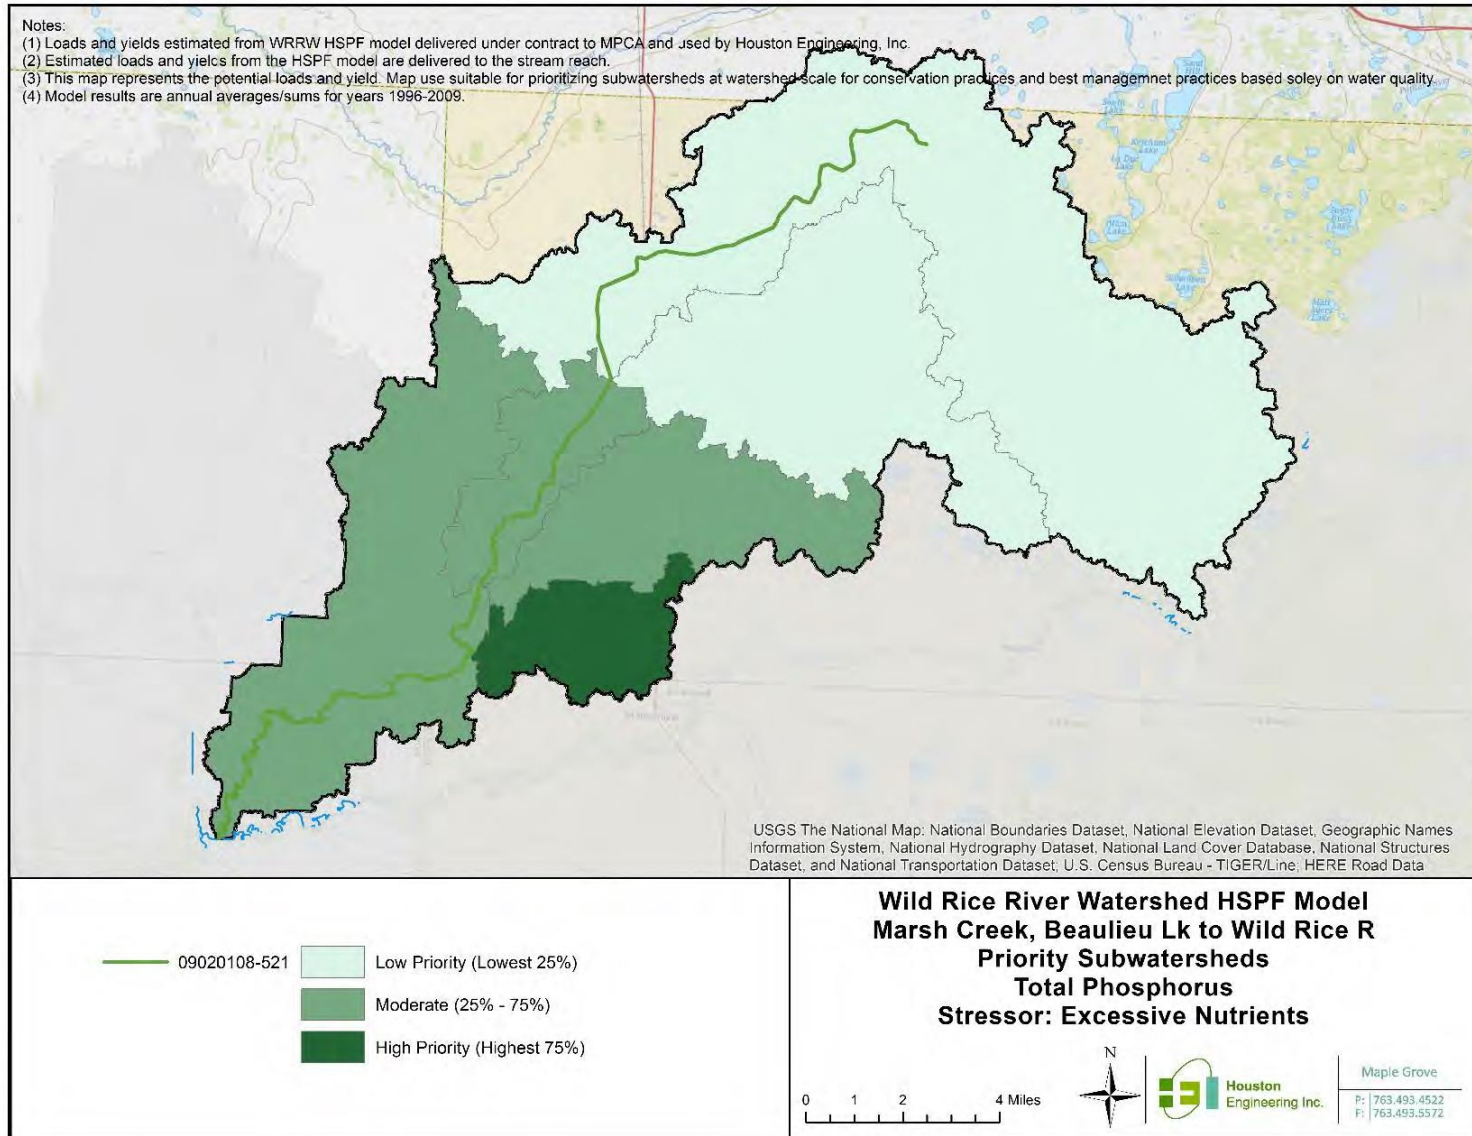 Notes:
(1) Loads and yields estimated from WRRW HSPF model delivered under contract to MPCA and used by Houston Engineering, Inc.
(2) Estimated loads and yields from the HSPF model are delivered to the stream reach.
(3) This map represents the potential loads and yield. Map use suitable for prioritizing subwatersheds at watershed scale for conservation practices and best managemnet practices based soley on water quality.
(4) Model results are annual averages/sums for years 1996-2009.
USGS The National Map: National Boundaries Dataset, National Elevation Dataset, Geographic Names
Information System, National Hydrography Dataset, National Land Cover Database, National Structures
Dataset, and National Transportation Dataset; U.S. Census Bureau - TIGER/Line; HERE Road Data
09020108-521
Low Priority (Lowest 25%)
Moderate (25% - 75%)
High Priority (Highest 75%)
Wild Rice River Watershed HSPF Model
Marsh Creek, Beaulieu Lk to Wild Rice R
Priority Subwatersheds
Total Phosphorus
Stressor: Excessive Nutrients
0 1 2 4 Miles
N
Houston
Engineering Inc.
Maple Grove
P: 763.493.4522
F: 763.493.5572